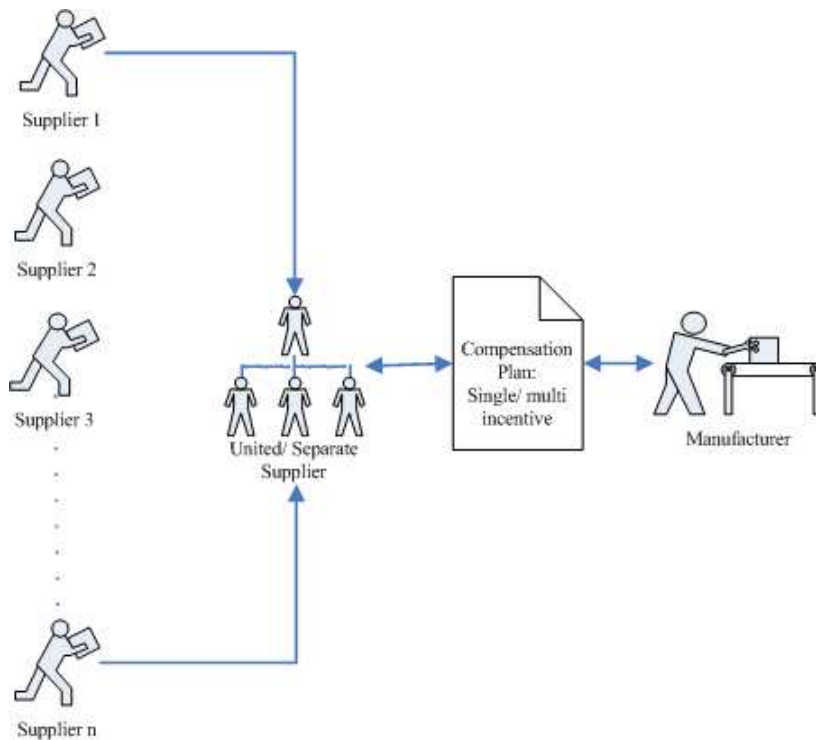 Supplier 1
Supplier 2
Supplier 3
Supplier n
United/ Separate
Supplier
Compensation
Plan:
Single/ multi
incentive
Manufacturer